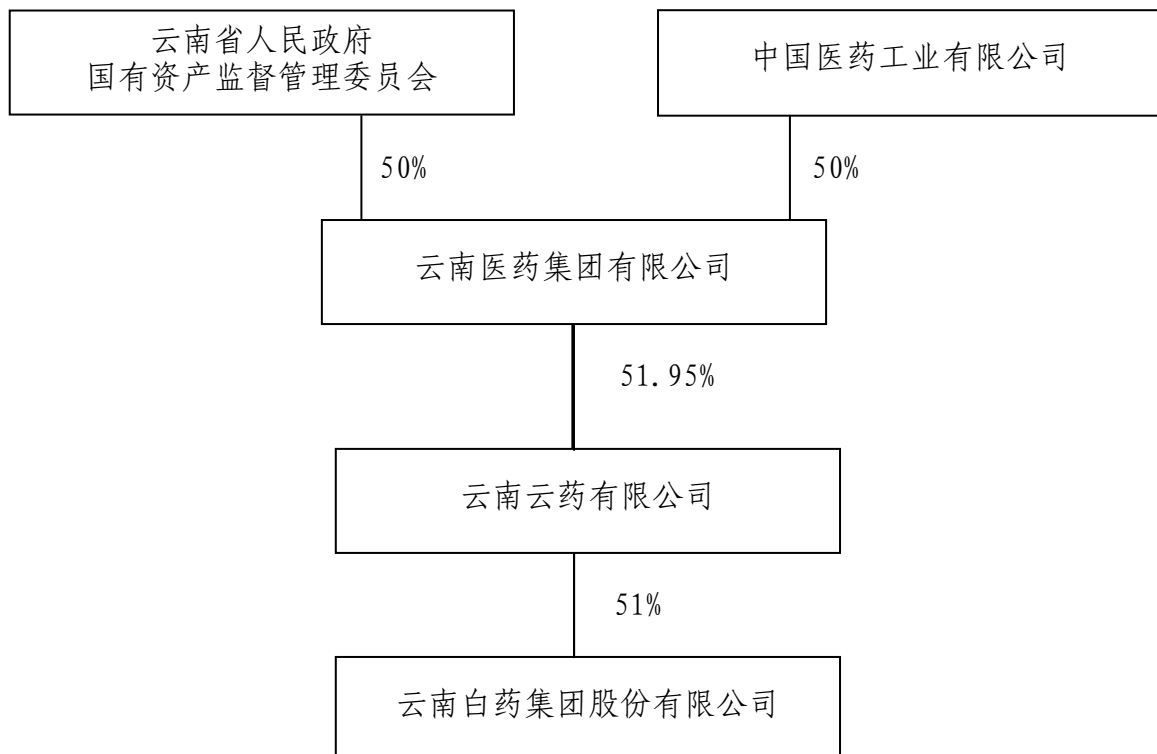 云南省人民政府
国有资产监督管理委员会
中国医药工业有限公司
50%
50%
云南医药集团有限公司
51.95%
云南云药有限公司
51%
云南白药集团股份有限公司